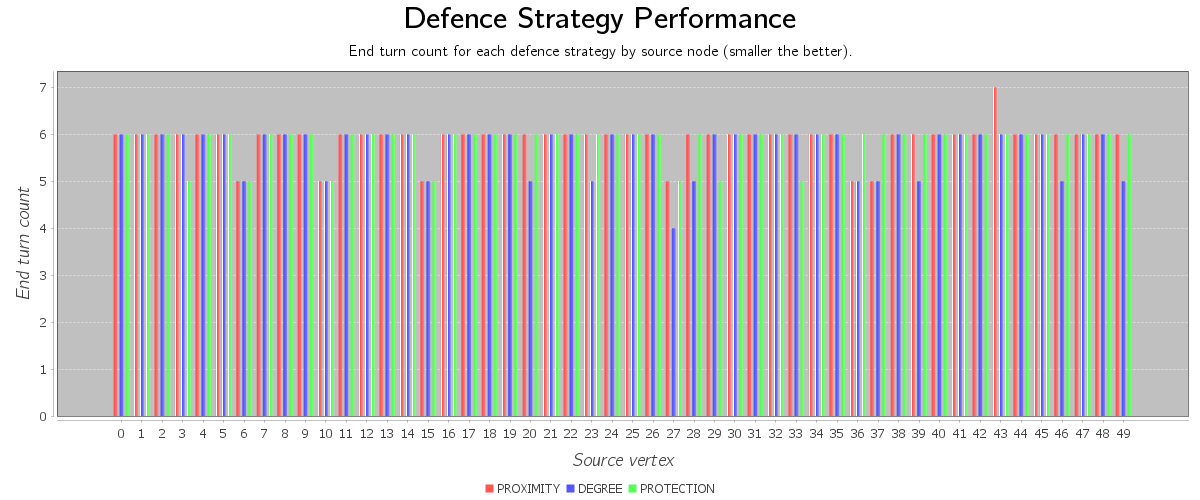 Defence Strategy Performance
End turn count for each defence strategy by source node (smaller the better).
7
6
5
4
3
2
1
0
End turn count
0 1 2 3 4 5 6 7 8 9 10 11 12 13 14 15 16 17 18 19 20 21 22 23 24 25 26 27 28 29 30 31 32 33 34 35 36 37 38 39 40 41 42 43 44 45 46 47 48 49
Source vertex
PROXIMITY DEGREE PROTECTION